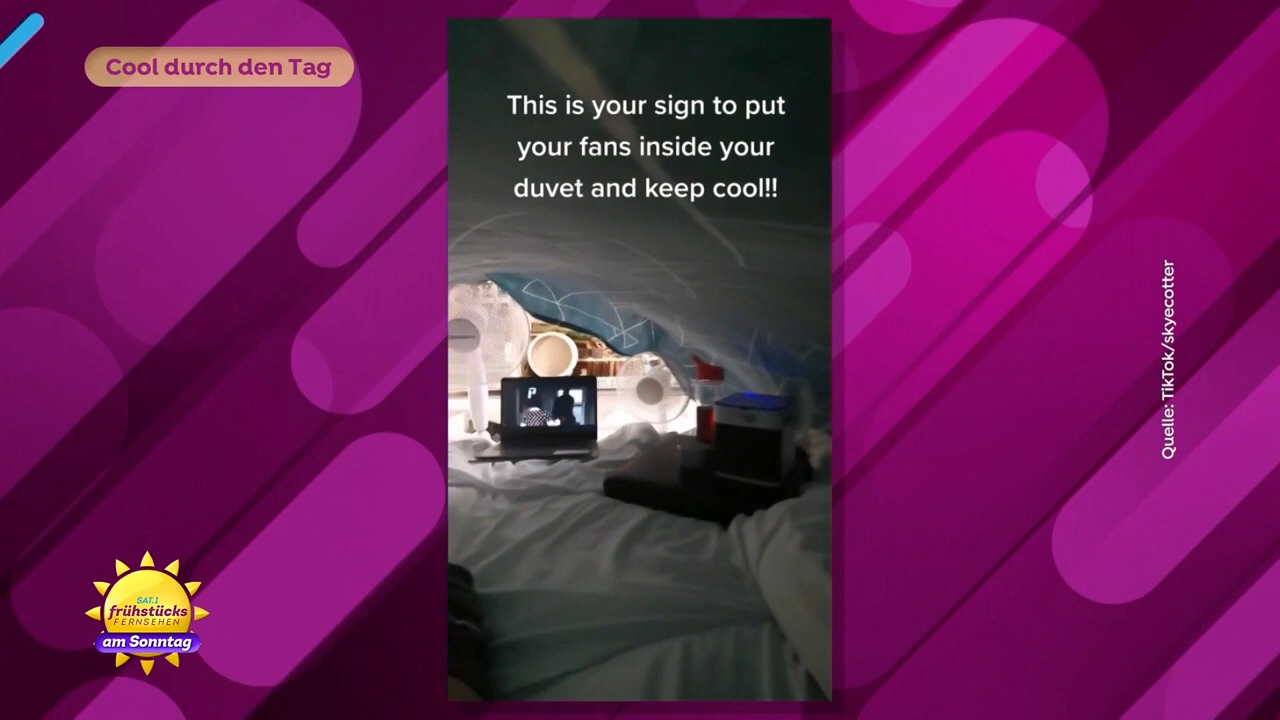 Cool durch den Tag
This is your sign to put
your fans inside your
duvet and keep cool!!
Quelle: TikTok/skyecotter
SAT.1
frühstücks
FERNSEHEN
am Sonntag